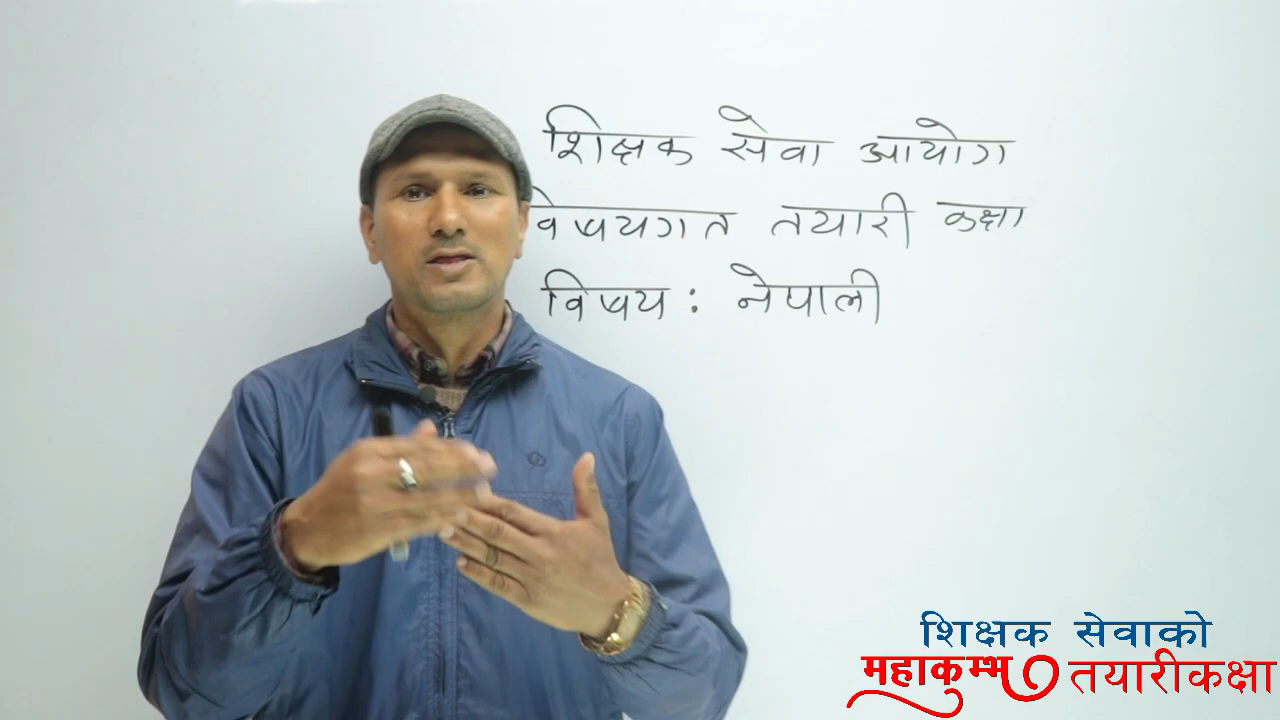 शिक्षक सेवा आयोग
विषयगत तयारी कक्षा
विषय : नेपाली
शिक्षक सेवाको
महाकुम्भ तयारीकक्षा